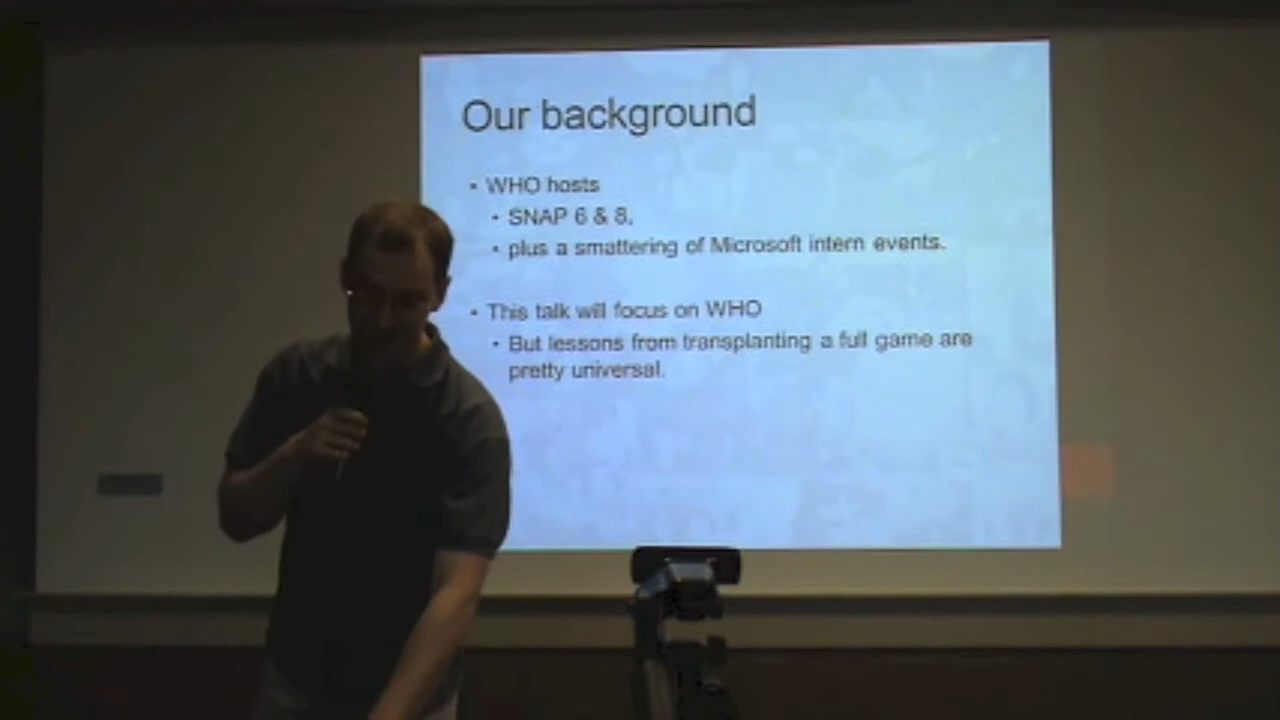 Our background
• WHO hosts
• SNAP 6 & 8,
• plus a smattering of Microsoft intern events.
• This talk will focus on WHO
• But lessons from transplanting a full game are
pretty universal.